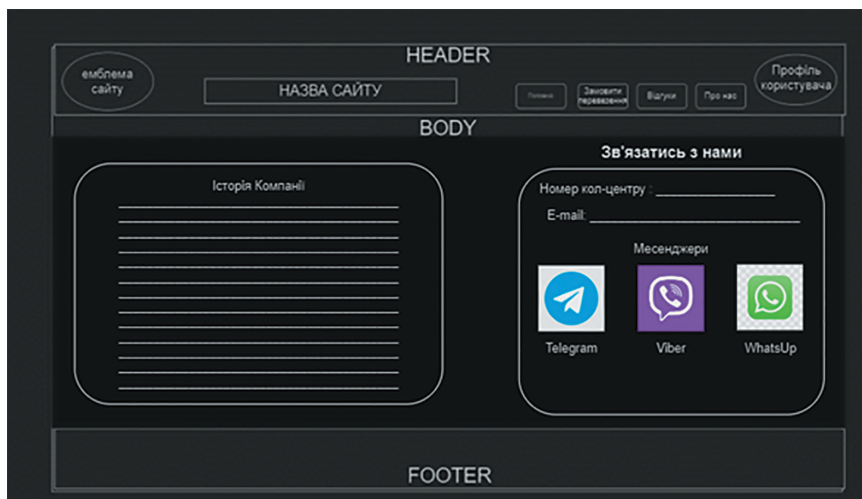 HEADER
емблема
сайту
НАЗВА САЙТУ
Головна
Замовити
перевезення
Відгуки
Про нас
Профіль
користувача
BODY
Історія Компанії
Зв'язатись з нами
Номер кол-центру :
E-mail:
Месенджери
Telegram
Viber
WhatsUp
FOOTER